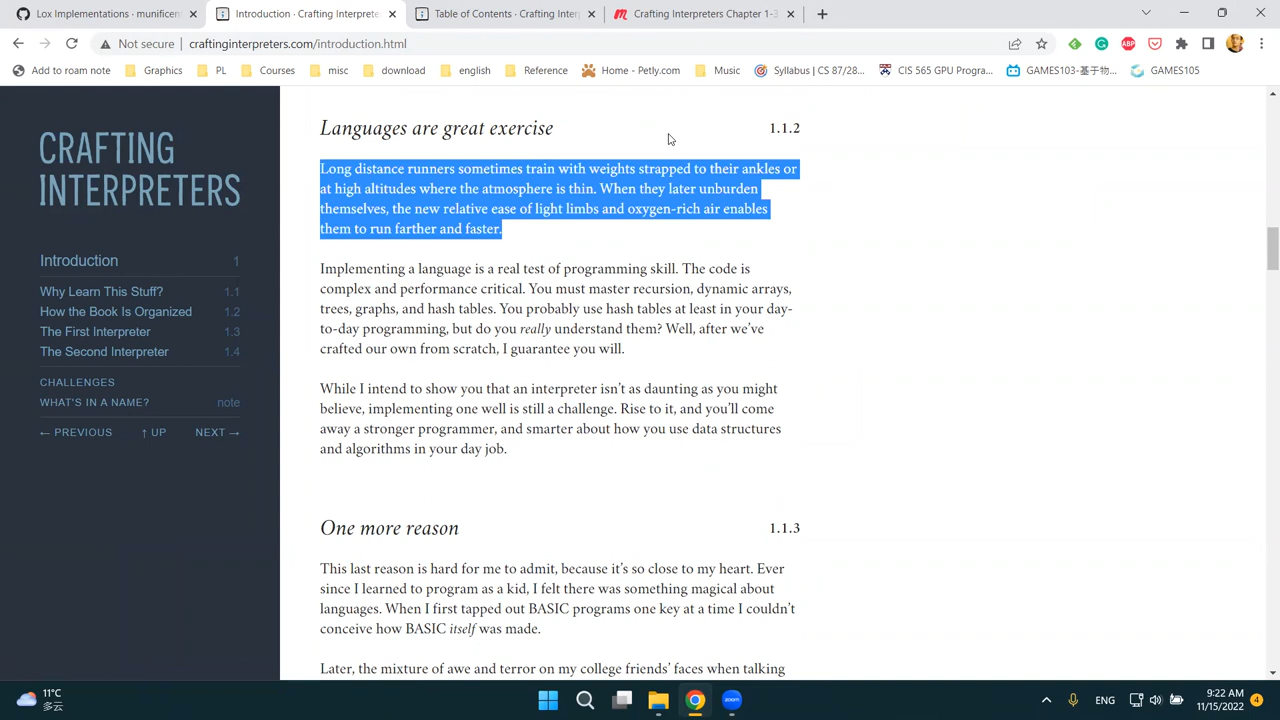 Lox Implementations · munificent
Introduction · Crafting Interprete
Table of Contents · Crafting Inter
Crafting Interpreters Chapter 1-3
Not secure
craftinginterpreters.com/introduction.html
ABP
Add to roam note
Graphics
PL
Courses
misc
download
english
Reference
Home - Petly.com
Music
Syllabus | CS 87/28...
CIS 565 GPU Progra...
GAMES103-基于物...
GAMES105
CRAFTING
INTERPRETERS
Introduction 1
Why Learn This Stuff? 1.1
How the Book Is Organized 1.2
The First Interpreter 1.3
The Second Interpreter 1.4
CHALLENGES
WHAT'S IN A NAME? note
← PREVIOUS ↑ UP NEXT →
Languages are great exercise 1.1.2
Long distance runners sometimes train with weights strapped to their ankles or
at high altitudes where the atmosphere is thin. When they later unburden
themselves, the new relative ease of light limbs and oxygen-rich air enables
them to run farther and faster.
Implementing a language is a real test of programming skill. The code is
complex and performance critical. You must master recursion, dynamic arrays,
trees, graphs, and hash tables. You probably use hash tables at least in your day-
to-day programming, but do you really understand them? Well, after we've
crafted our own from scratch, I guarantee you will.
While I intend to show you that an interpreter isn't as daunting as you might
believe, implementing one well is still a challenge. Rise to it, and you'll come
away a stronger programmer, and smarter about how you use data structures
and algorithms in your day job.
One more reason 1.1.3
This last reason is hard for me to admit, because it's so close to my heart. Ever
since I learned to program as a kid, I felt there was something magical about
languages. When I first tapped out BASIC programs one key at a time I couldn't
conceive how BASIC itself was made.
Later, the mixture of awe and terror on my college friends' faces when talking
11°C
多云
zoom
ENG
9:22 AM
11/15/2022
4